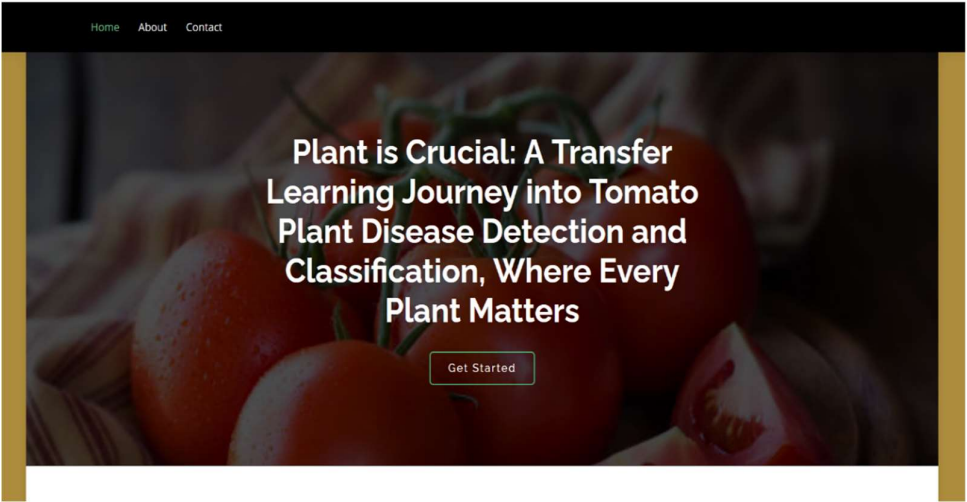 Home About Contact
Plant is Crucial: A Transfer
Learning Journey into Tomato
Plant Disease Detection and
Classification, Where Every
Plant Matters
Get Started